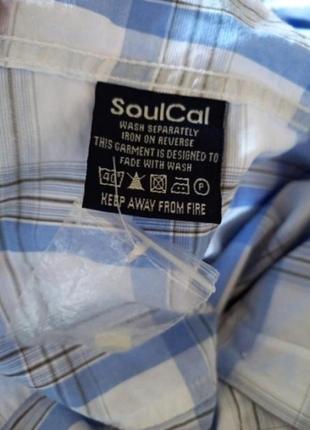 SoulCal
WASH SEPARATELY
IRON ON REVERSE
THIS GARMENT IS DESIGNED TO
FADE WITH WASH
40° P
KEEP AWAY FROM FIRE